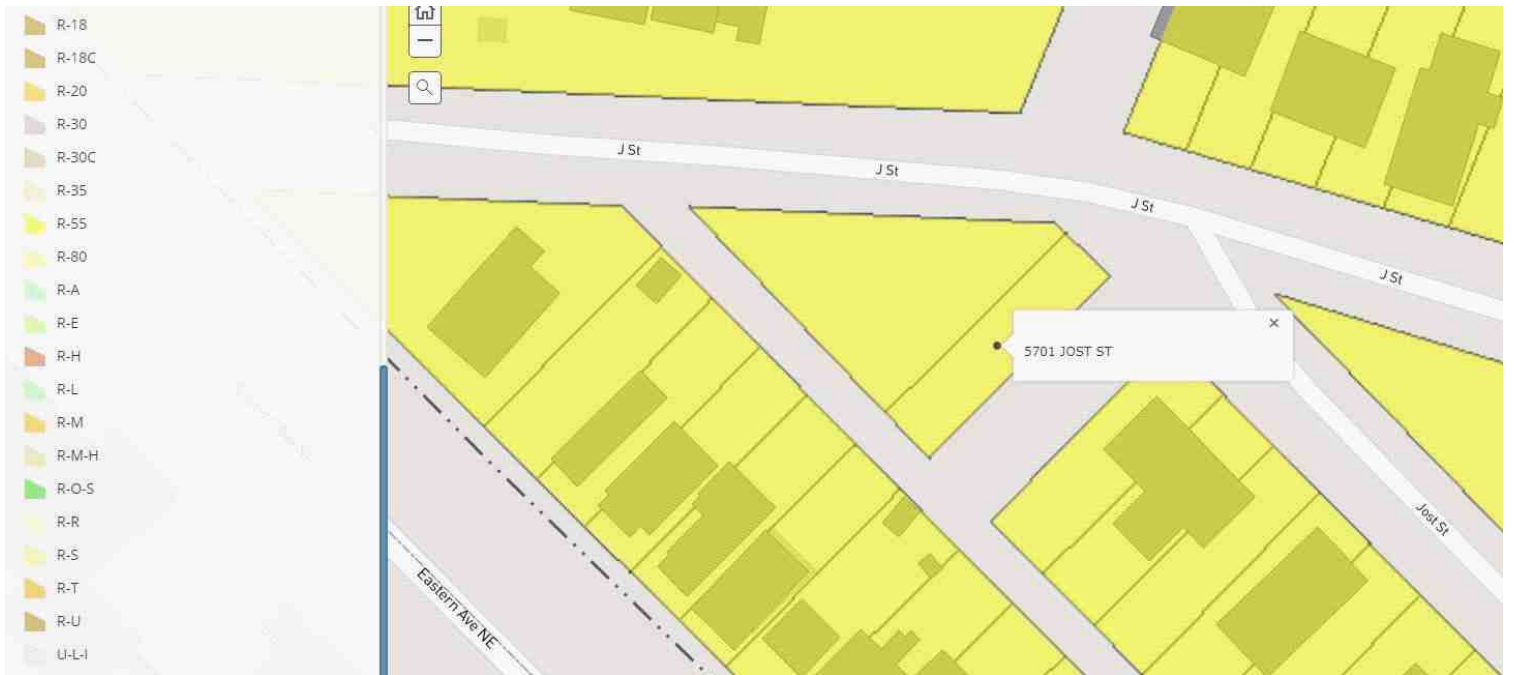 R-18
R-18C
R-20
R-30
R-30C
R-35
R-55
R-80
R-A
R-E
R-H
R-L
R-M
R-M-H
R-O-S
R-R
R-S
R-T
R-U
U-L-I
J St
J St
J St
J St
5701 JOST ST
Jost St
Eastern Ave NE